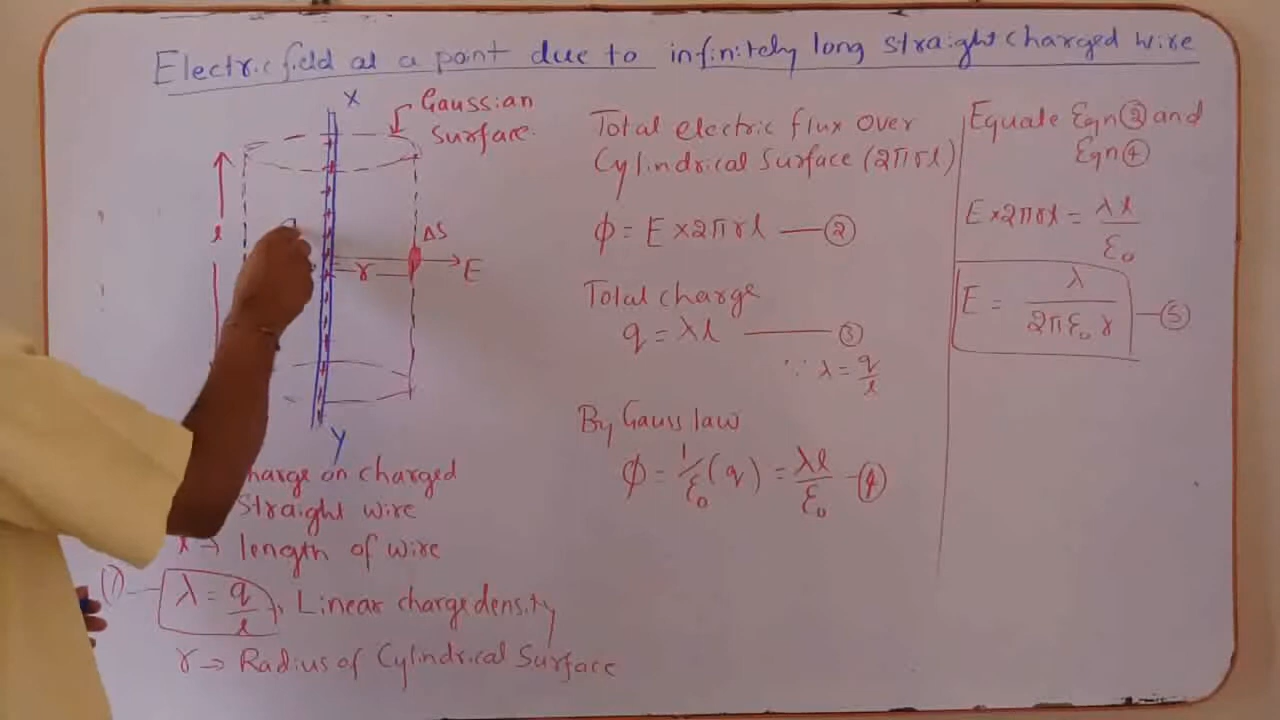 Electric field at a point due to infinitely long straight charged wire
X
Gaussian
Surface.
l
ΔS
r
E
Y
harge on charged
Straight wire
l → length of wire
(1) λ = q/l, Linear charge density
r → Radius of Cylindrical Surface
Total electric flux over
Cylindrical Surface (2πrl)
ϕ = E × 2πrl — ②
Total charge
q = λl — ③
∵ λ = q/l
By Gauss law
ϕ = 1/ε₀ (q) = λl/ε₀ — ④
Equate Eqn ② and
Eqn ④
E × 2πrl = λl/ε₀
E = λ/2πε₀ r — ⑤